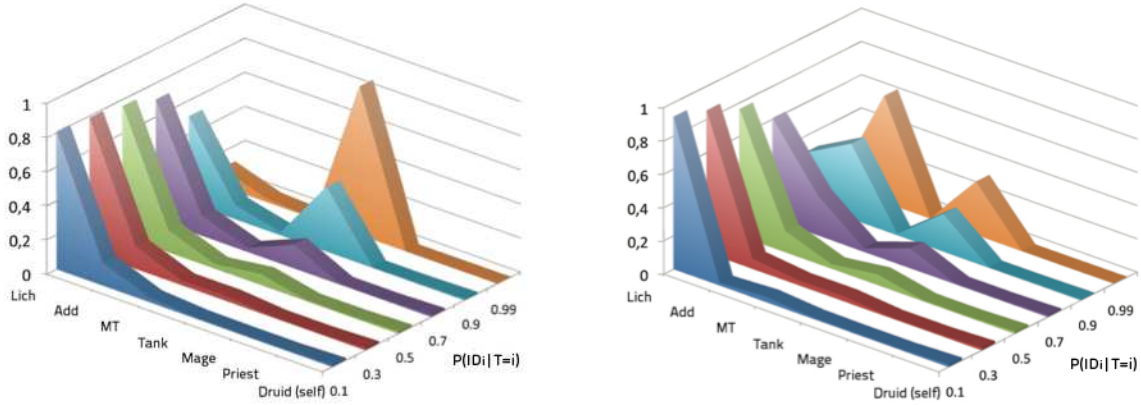 1
0,8
0,6
0,4
0,2
0
Lich
Add
MT
Tank
Mage
Priest
Druid (self)
0.1
0.3
0.5
0.7
0.9
0.99
P(IDi|T=i)
1
0,8
0,6
0,4
0,2
0
Lich
Add
MT
Tank
Mage
Priest
Druid (self)
0.1
0.3
0.5
0.7
0.9
0.99
P(IDi|T=i)